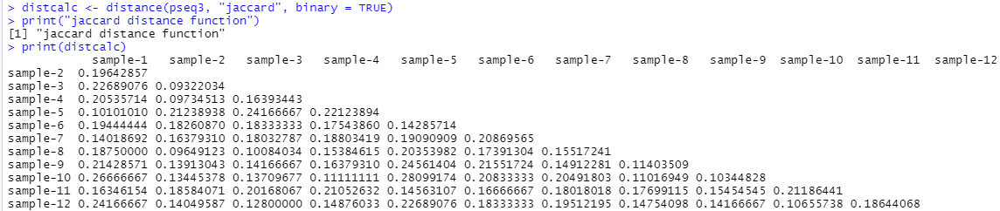 > distcalc <- distance(pseq3, "jaccard", binary = TRUE)
> print("jaccard distance function")
[1] "jaccard distance function"
> print(distcalc)
sample-1 sample-2 sample-3 sample-4 sample-5 sample-6 sample-7 sample-8 sample-9 sample-10 sample-11 sample-12
sample-2 0.19642857
sample-3 0.22689076 0.09322034
sample-4 0.20535714 0.09734513 0.16393443
sample-5 0.10101010 0.21238938 0.24166667 0.22123894
sample-6 0.19444444 0.18260870 0.18333333 0.17543860 0.14285714
sample-7 0.14018692 0.16379310 0.18032787 0.18803419 0.19090909 0.20869565
sample-8 0.18750000 0.09649123 0.10084034 0.15384615 0.20353982 0.17391304 0.15517241
sample-9 0.21428571 0.13913043 0.14166667 0.16379310 0.24561404 0.21551724 0.14912281 0.11403509
sample-10 0.26666667 0.13445378 0.13709677 0.11111111 0.28099174 0.20833333 0.20491803 0.11016949 0.10344828
sample-11 0.16346154 0.18584071 0.20168067 0.21052632 0.14563107 0.16666667 0.18018018 0.17699115 0.15454545 0.21186441
sample-12 0.24166667 0.14049587 0.12800000 0.14876033 0.22689076 0.18333333 0.19512195 0.14754098 0.14166667 0.10655738 0.18644068